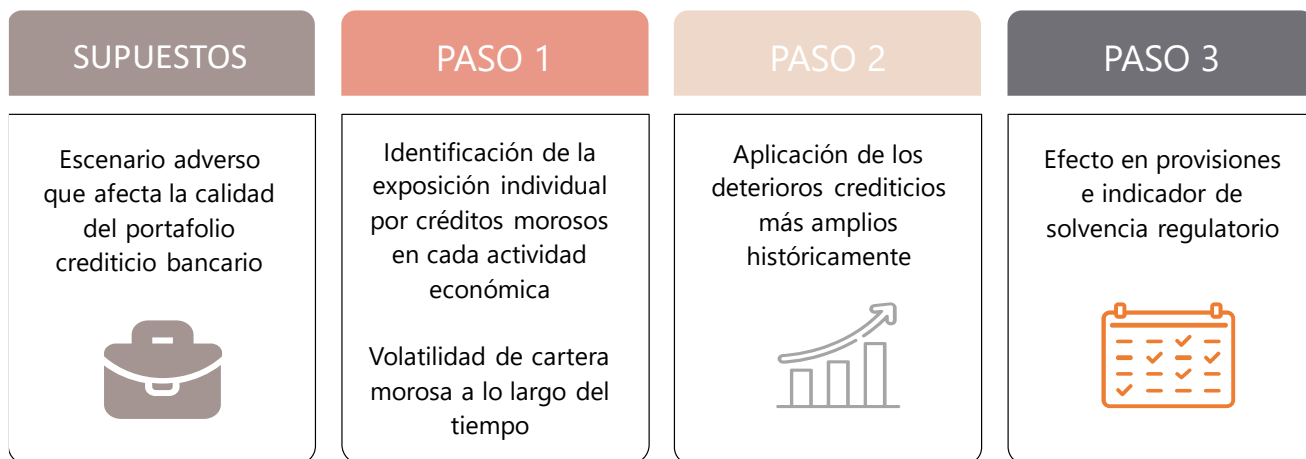 SUPUESTOS
Escenario adverso
que afecta la calidad
del portafolio
crediticio bancario
PASO 1
Identificación de la
exposición individual
por créditos morosos
en cada actividad
económica
Volatilidad de cartera
morosa a lo largo del
tiempo
PASO 2
Aplicación de los
deterioros crediticios
más amplios
históricamente
PASO 3
Efecto en provisiones
e indicador de
solvencia regulatorio